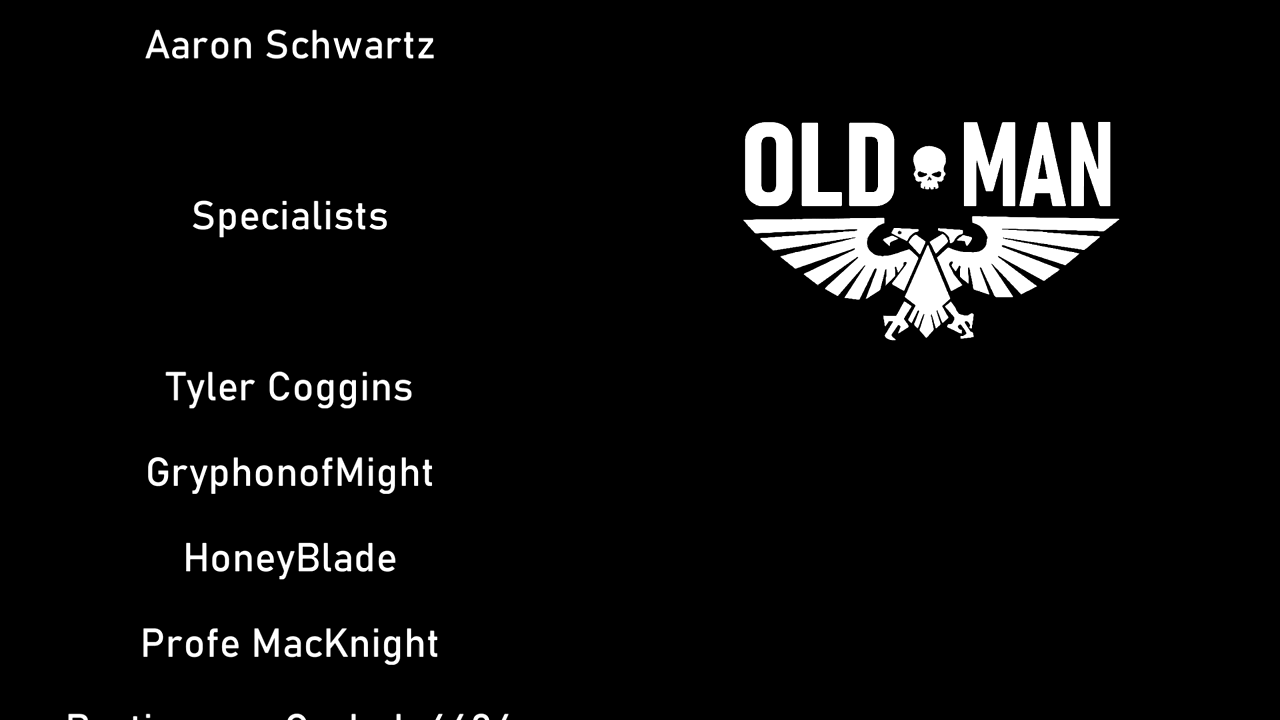 Aaron Schwartz
OLD MAN
Specialists
Tyler Coggins
GryphonofMight
HoneyBlade
Profe MacKnight